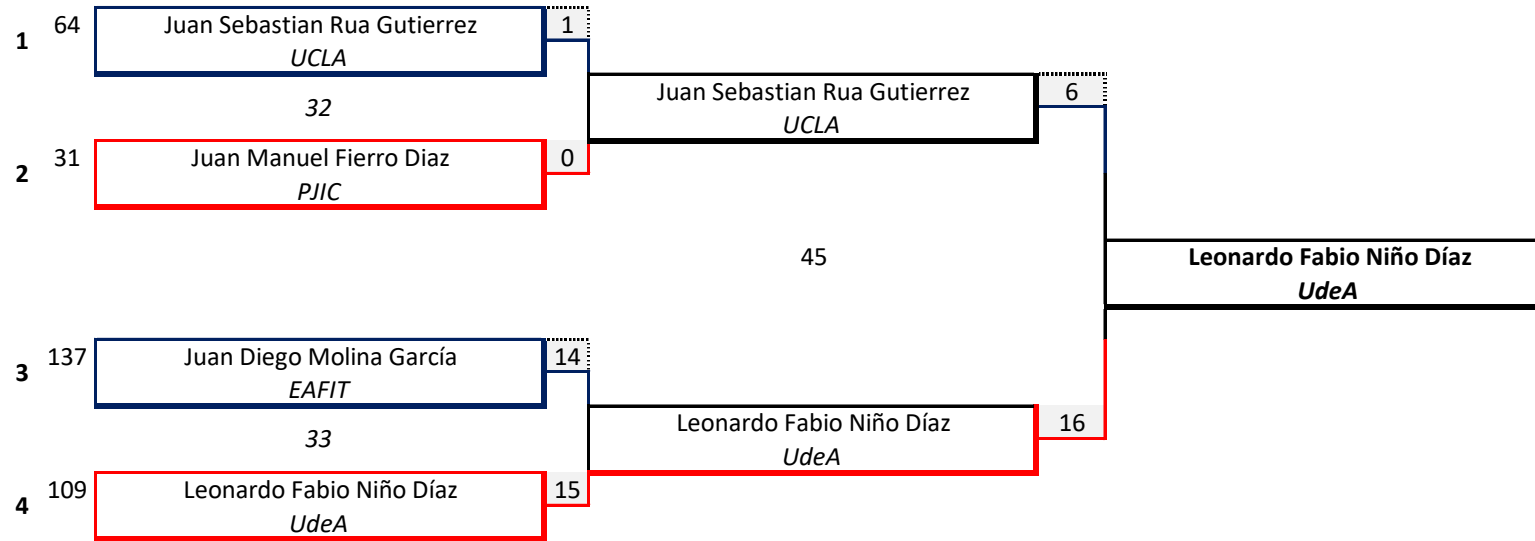 1 64 Juan Sebastian Rua Gutierrez 1
UCLA
32
2 31 Juan Manuel Fierro Diaz 0
PJIC
Juan Sebastian Rua Gutierrez 6
UCLA
45
3 137 Juan Diego Molina García 14
EAFIT
33
4 109 Leonardo Fabio Niño Díaz 15
UdeA
Leonardo Fabio Niño Díaz 16
UdeA
Leonardo Fabio Niño Díaz
UdeA